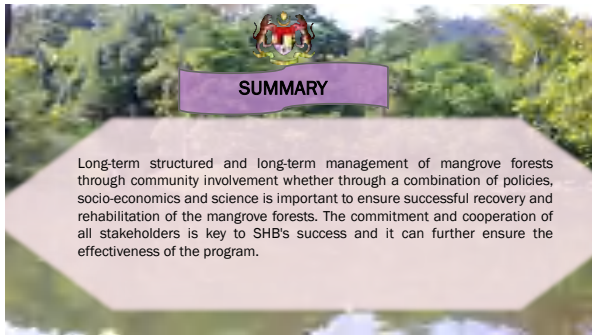 SUMMARY
Long-term structured and long-term management of mangrove forests
through community involvement whether through a combination of policies,
socio-economics and science is important to ensure successful recovery and
rehabilitation of the mangrove forests. The commitment and cooperation of
all stakeholders is key to SHB's success and it can further ensure the
effectiveness of the program.